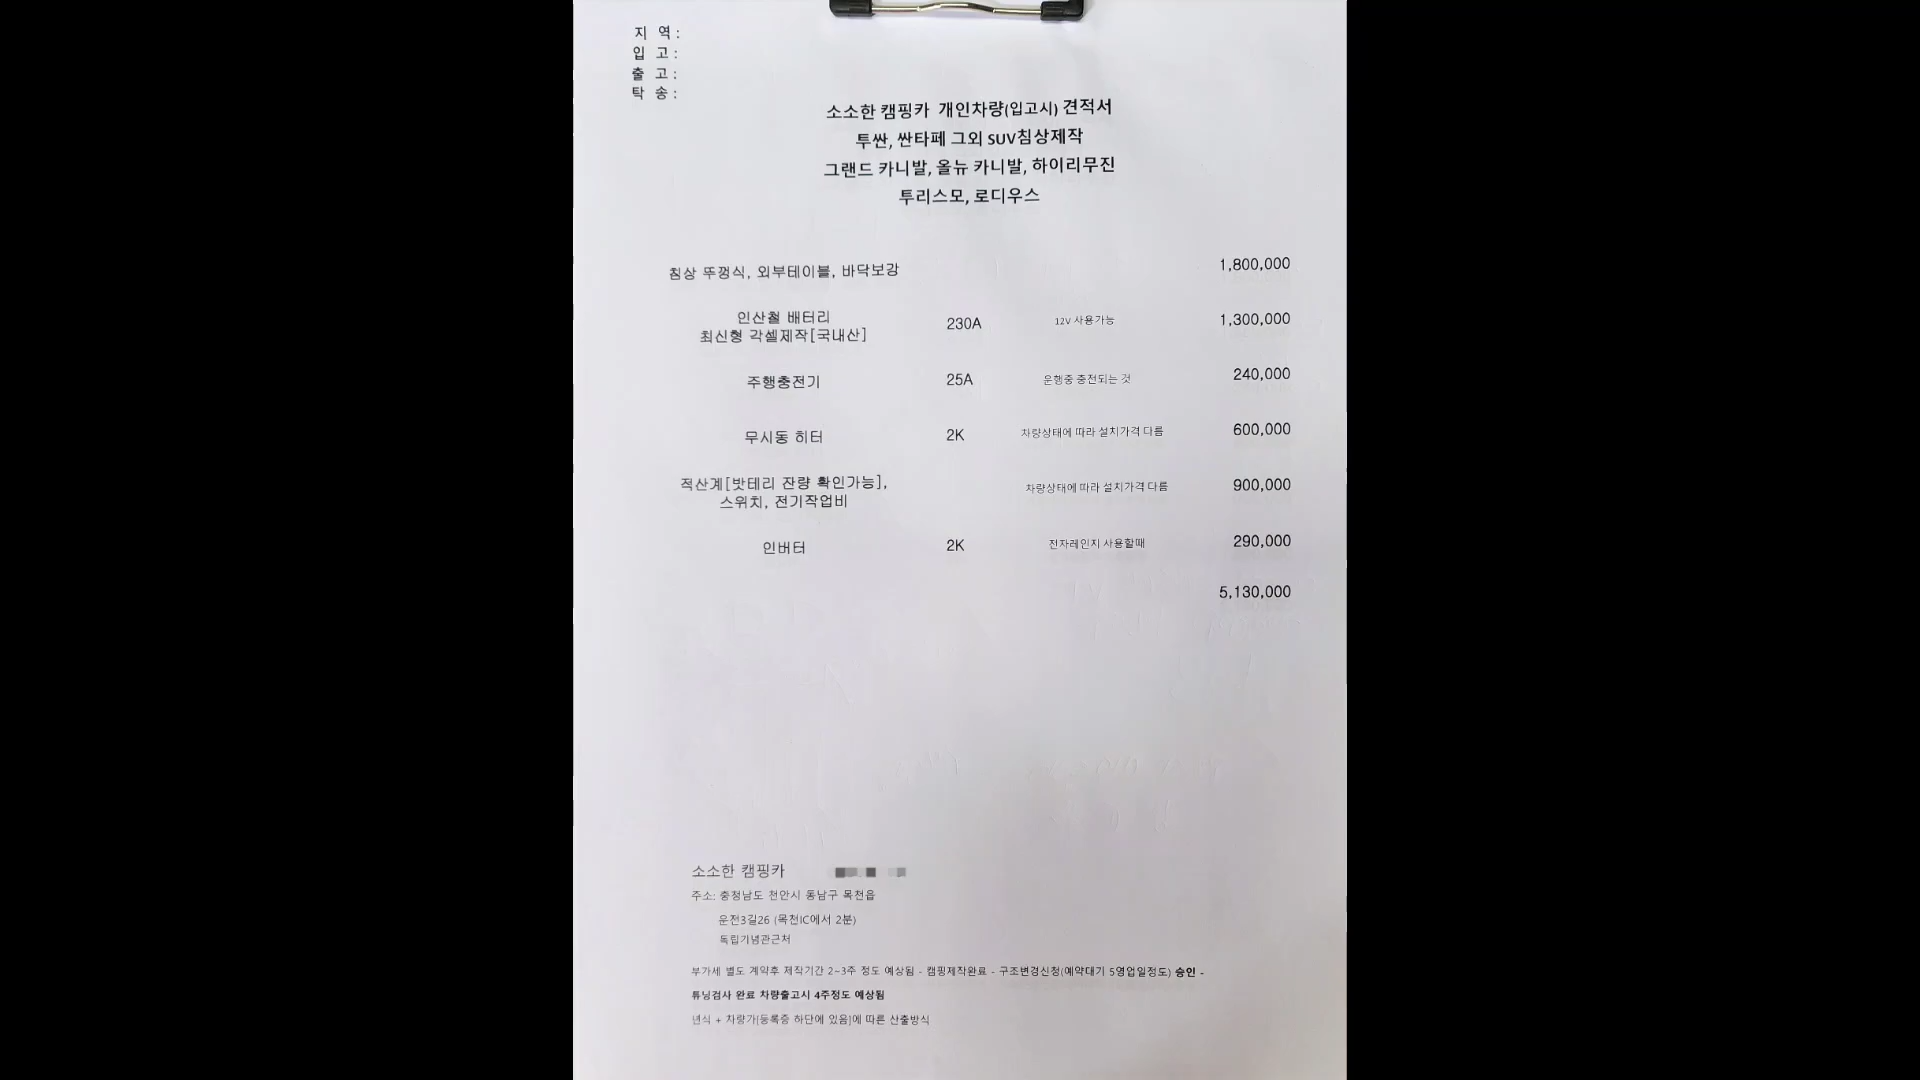 지 역 :
입 고 :
출 고 :
탁 송 :
소소한 캠핑카 개인차량(입고시) 견적서
투싼, 싼타페 그외 SUV침상제작
그랜드 카니발, 올뉴 카니발, 하이리무진
투리스모, 로디우스
침상 뚜껑식, 외부테이블, 바닥보강 1,800,000
인산철 배터리
최신형 각셀제작[국내산] 230A 12V 사용가능 1,300,000
주행충전기 25A 운행중 충전되는 것 240,000
무시동 히터 2K 차량상태에 따라 설치가격 다름 600,000
적산계[밧테리 잔량 확인가능],
스위치, 전기작업비 차량상태에 따라 설치가격 다름 900,000
인버터 2K 전자레인지 사용할때 290,000
5,130,000
소소한 캠핑카
주소: 충청남도 천안시 동남구 목천읍
운전3길26 (목천IC에서 2분)
독립기념관근처
부가세 별도 계약후 제작기간 2~3주 정도 예상됨 - 캠핑제작완료 - 구조변경신청(예약대기 5영업일정도) 승인 -
튜닝검사 완료 차량출고시 4주정도 예상됨
년식 + 차량가(등록증 하단에 있음)에 따른 산출방식